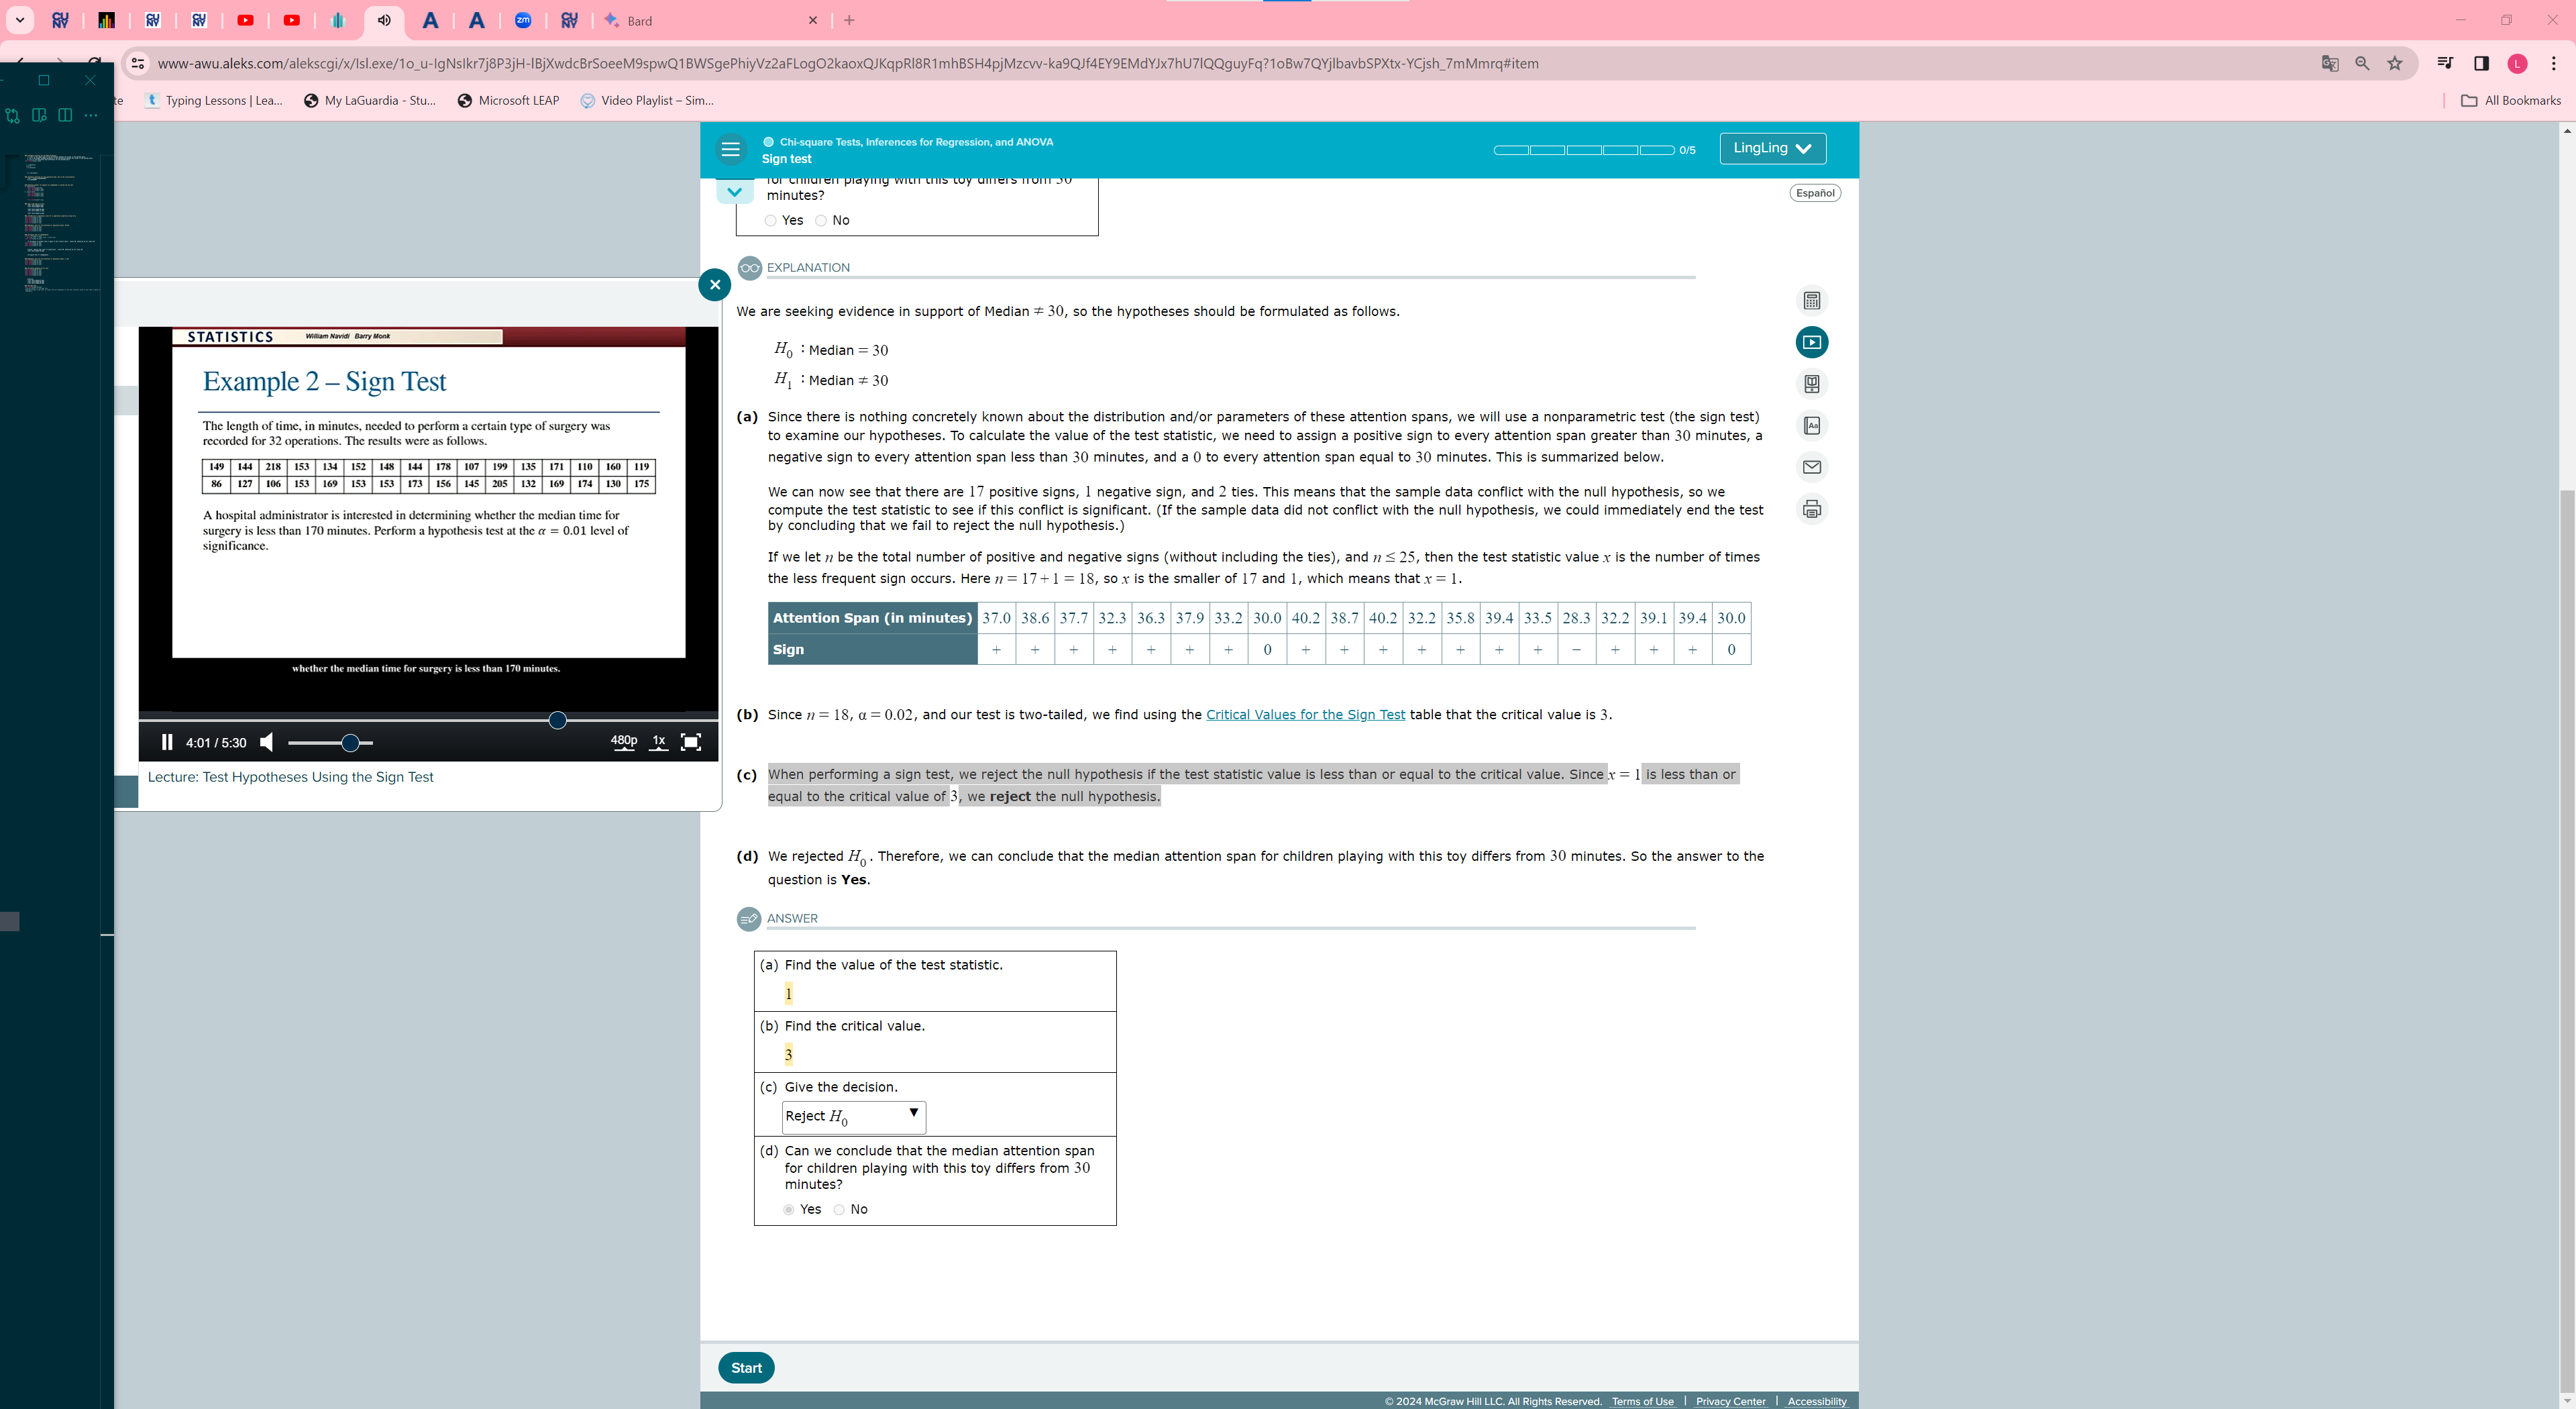 Bard
www-awu.aleks.com/alekscgi/x/Isl.exe/1o_u-IgNsIkr7j8P3jH-lBjXwdcBrSoeeM9spwQ1BWSgePhiyVz2aFLogO2kaoxQJKqpRl8R1mhBSH4pjMzcvv-ka9QJf4EY9EMdYJx7hU7lQQguyFq?1oBw7QYjlbavbSPXtx-YCjsh_7mMmrq#item
te
Typing Lessons | Lea...
My LaGuardia - Stu...
Microsoft LEAP
Video Playlist – Sim...
All Bookmarks
Chi-square Tests, Inferences for Regression, and ANOVA
Sign test
0/5
LingLing
Español
for children playing with this toy differs from 30
minutes?
Yes No
EXPLANATION
We are seeking evidence in support of Median ≠ 30, so the hypotheses should be formulated as follows.
H0 : Median = 30
H1 : Median ≠ 30
(a) Since there is nothing concretely known about the distribution and/or parameters of these attention spans, we will use a nonparametric test (the sign test)
to examine our hypotheses. To calculate the value of the test statistic, we need to assign a positive sign to every attention span greater than 30 minutes, a
negative sign to every attention span less than 30 minutes, and a 0 to every attention span equal to 30 minutes. This is summarized below.
We can now see that there are 17 positive signs, 1 negative sign, and 2 ties. This means that the sample data conflict with the null hypothesis, so we
compute the test statistic to see if this conflict is significant. (If the sample data did not conflict with the null hypothesis, we could immediately end the test
by concluding that we fail to reject the null hypothesis.)
If we let n be the total number of positive and negative signs (without including the ties), and n ≤ 25, then the test statistic value x is the number of times
the less frequent sign occurs. Here n = 17+1 = 18, so x is the smaller of 17 and 1, which means that x = 1.
Attention Span (in minutes) 37.0 38.6 37.7 32.3 36.3 37.9 33.2 30.0 40.2 38.7 40.2 32.2 35.8 39.4 33.5 28.3 32.2 39.1 39.4 30.0
Sign + + + + + + + 0 + + + + + + + − + + + 0
(b) Since n = 18, α = 0.02, and our test is two-tailed, we find using the Critical Values for the Sign Test table that the critical value is 3.
(c) When performing a sign test, we reject the null hypothesis if the test statistic value is less than or equal to the critical value. Since x = 1 is less than or
equal to the critical value of 3, we reject the null hypothesis.
(d) We rejected H0. Therefore, we can conclude that the median attention span for children playing with this toy differs from 30 minutes. So the answer to the
question is Yes.
ANSWER
(a) Find the value of the test statistic.
1
(b) Find the critical value.
3
(c) Give the decision.
Reject H0
(d) Can we conclude that the median attention span
for children playing with this toy differs from 30
minutes?
Yes No
Start
© 2024 McGraw Hill LLC. All Rights Reserved. Terms of Use | Privacy Center | Accessibility
STATISTICS William Navidi Barry Monk
Example 2 – Sign Test
The length of time, in minutes, needed to perform a certain type of surgery was
recorded for 32 operations. The results were as follows.
149 144 218 153 134 152 148 144 178 107 199 135 171 110 160 119
86 127 106 153 169 153 153 173 156 145 205 132 169 174 130 175
A hospital administrator is interested in determining whether the median time for
surgery is less than 170 minutes. Perform a hypothesis test at the α = 0.01 level of
significance.
whether the median time for surgery is less than 170 minutes.
4:01 / 5:30
480p 1x
Lecture: Test Hypotheses Using the Sign Test